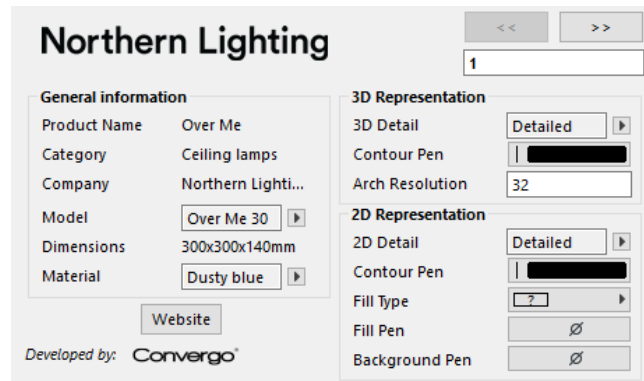 Northern Lighting
<< >>
1
General information
Product Name Over Me
Category Ceiling lamps
Company Northern Lighti...
Model Over Me 30
Dimensions 300x300x140mm
Material Dusty blue
Website
Developed by: Convergo°
3D Representation
3D Detail Detailed
Contour Pen
Arch Resolution 32
2D Representation
2D Detail Detailed
Contour Pen
Fill Type ?
Fill Pen Ø
Background Pen Ø